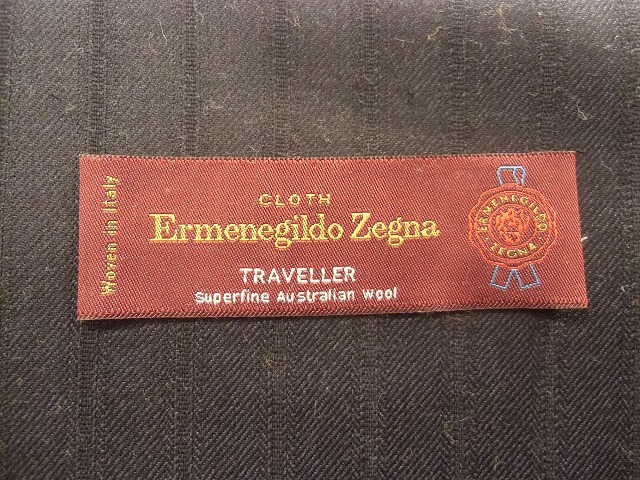 Woven in Italy
CLOTH
Ermenegildo Zegna
TRAVELLER
Superfine Australian Wool
ERMENEGILDO
ZEGNA